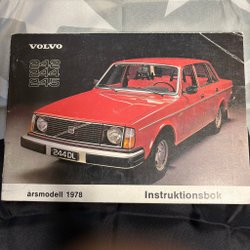 VOLVO
242
244
245
244 DL
årsmodell 1978
Instruktionsbok